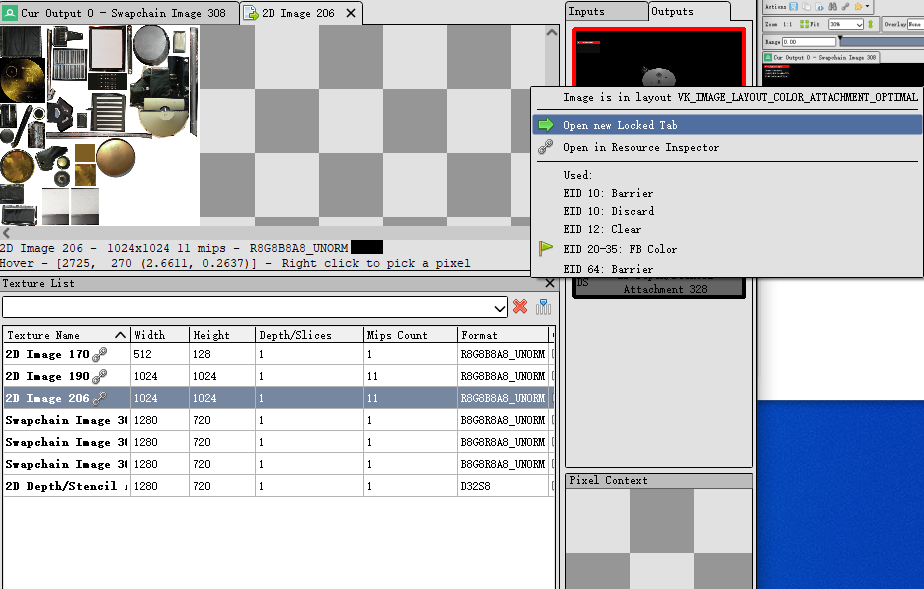 Cur Output 0 - Swapchain Image 308
2D Image 206
Inputs
Outputs
Actions
Zoom 1:1 Fit 30% Overlay None
Range 0.00
Cur Output 0 - Swapchain Image 308
Image is in layout VK_IMAGE_LAYOUT_COLOR_ATTACHMENT_OPTIMAL
Open new Locked Tab
Open in Resource Inspector
Used:
EID 10: Barrier
EID 10: Discard
EID 12: Clear
EID 20-35: FB Color
EID 64: Barrier
DS
Attachment 328
2D Image 206 - 1024x1024 11 mips - R8G8B8A8_UNORM
Hover - [2725, 270 (2.6611, 0.2637)] - Right click to pick a pixel
Texture List
Texture Name Width Height Depth/Slices Mips Count Format
2D Image 170 512 128 1 1 R8G8B8A8_UNORM
2D Image 190 1024 1024 1 11 R8G8B8A8_UNORM
2D Image 206 1024 1024 1 11 R8G8B8A8_UNORM
Swapchain Image 30 1280 720 1 1 B8G8R8A8_UNORM
Swapchain Image 30 1280 720 1 1 B8G8R8A8_UNORM
Swapchain Image 30 1280 720 1 1 B8G8R8A8_UNORM
2D Depth/Stencil 1280 720 1 1 D32S8
Pixel Context